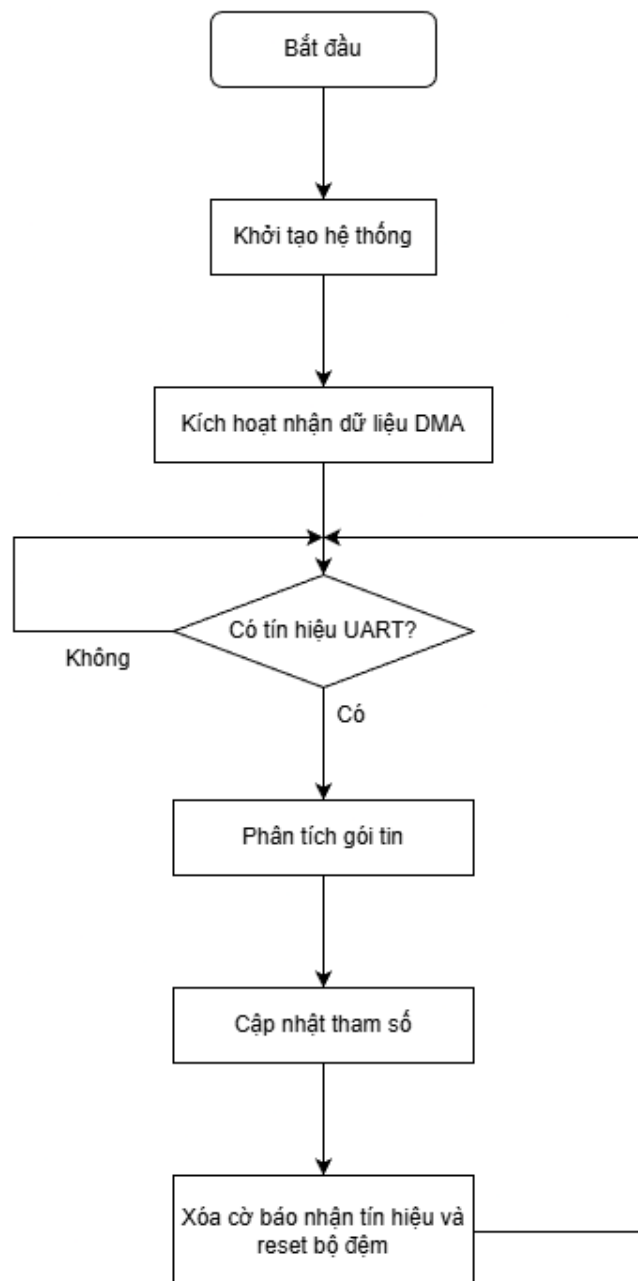 Bắt đầu
Khởi tạo hệ thống
Kích hoạt nhận dữ liệu DMA
Có tín hiệu UART?
Không
Có
Phân tích gói tin
Cập nhật tham số
Xóa cờ báo nhận tín hiệu và
reset bộ đệm